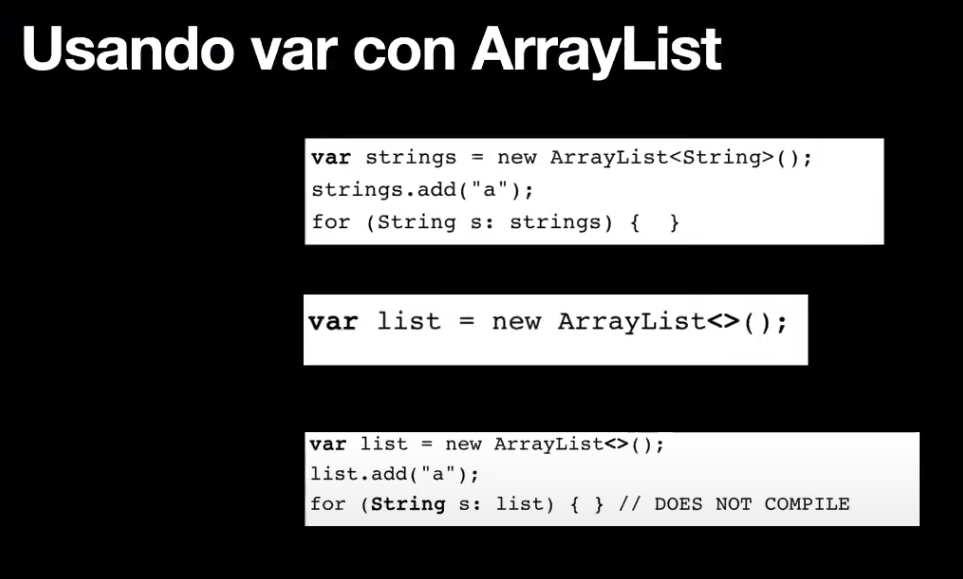 Usando var con ArrayList
var strings = new ArrayList<String>();
strings.add("a");
for (String s: strings) {  }
var list = new ArrayList<>();
var list = new ArrayList<>();
list.add("a");
for (String s: list) { } // DOES NOT COMPILE